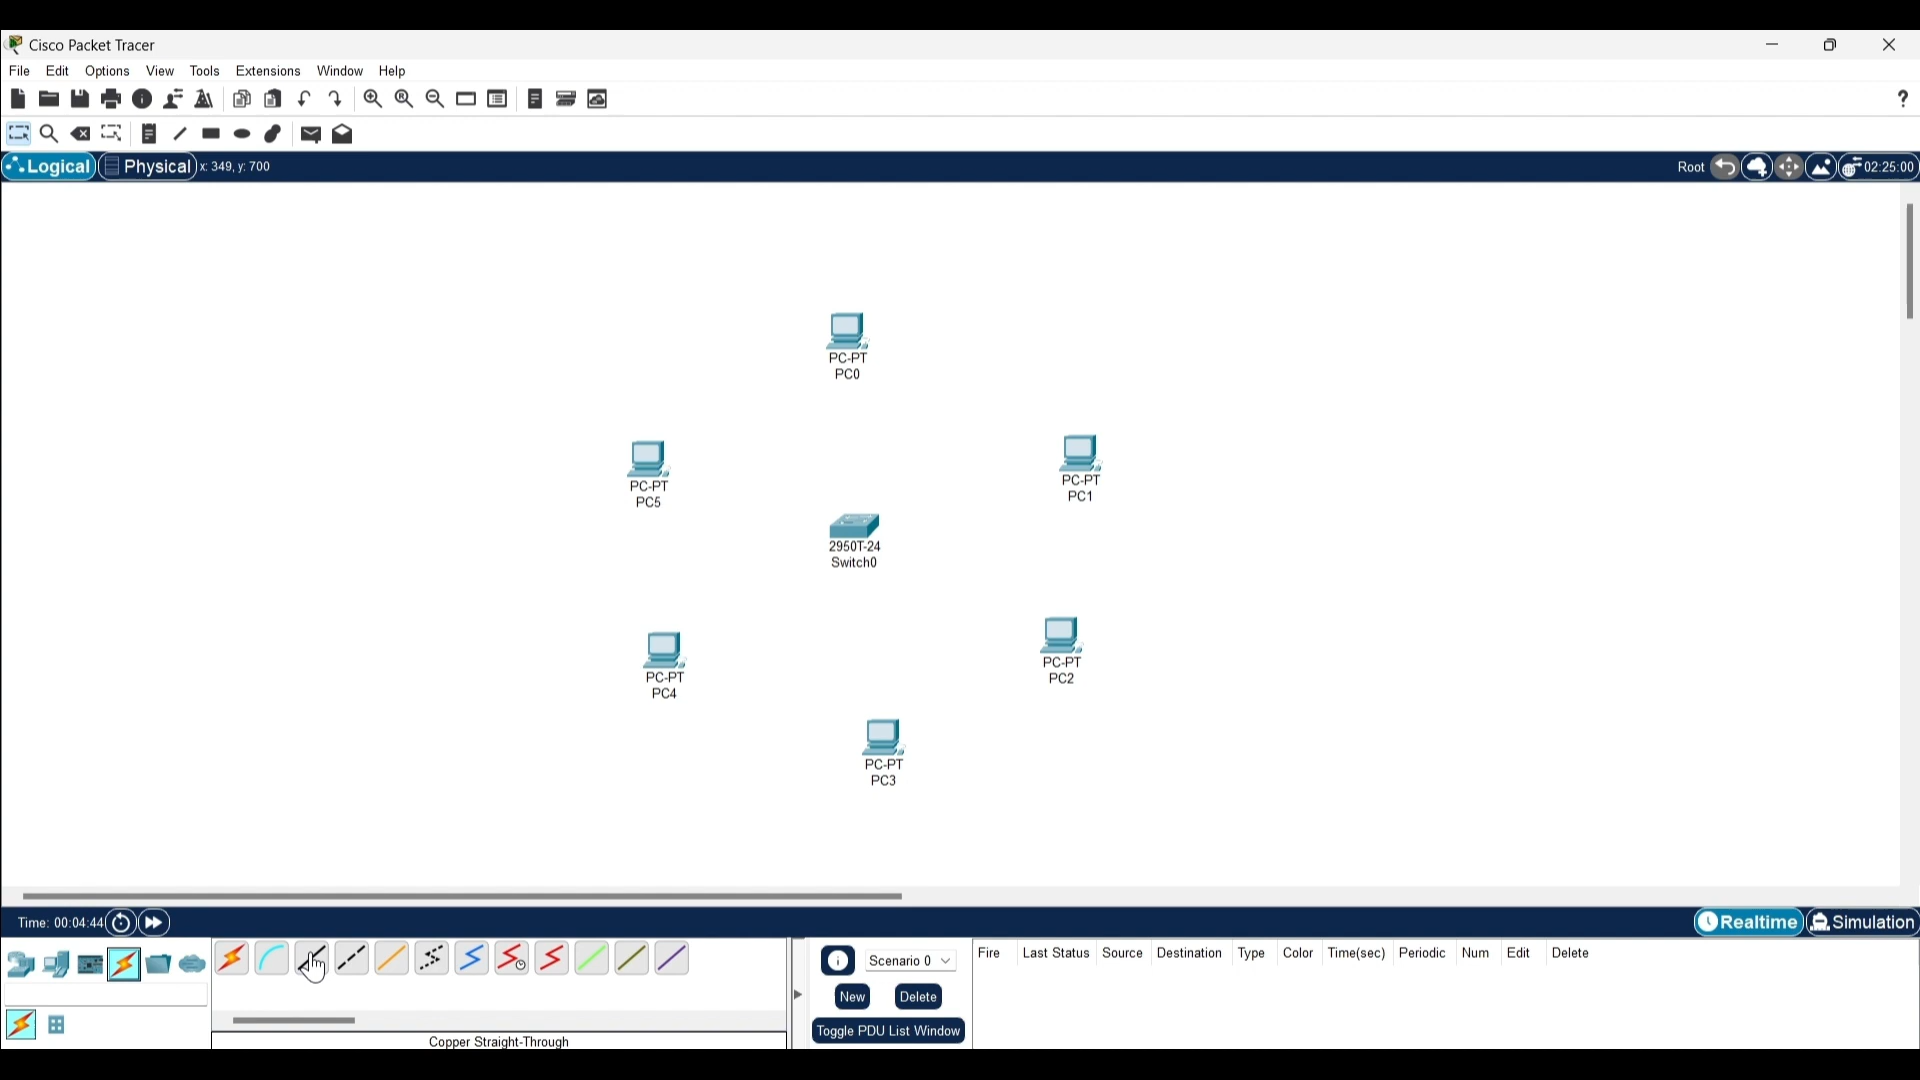 Cisco Packet Tracer
File Edit Options View Tools Extensions Window Help
Logical Physical x: 349, y: 700 Root 02:25:00
PC-PT
PC0
PC-PT
PC5
PC-PT
PC1
2950T-24
Switch0
PC-PT
PC4
PC-PT
PC2
PC-PT
PC3
Time: 00:04:44 Realtime Simulation
Scenario 0
New Delete
Toggle PDU List Window
Fire Last Status Source Destination Type Color Time(sec) Periodic Num Edit Delete
Copper Straight-Through